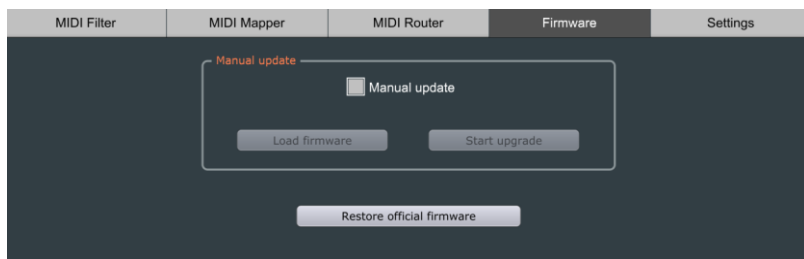 MIDI Filter MIDI Mapper MIDI Router Firmware Settings
Manual update
Manual update
Load firmware Start upgrade
Restore official firmware